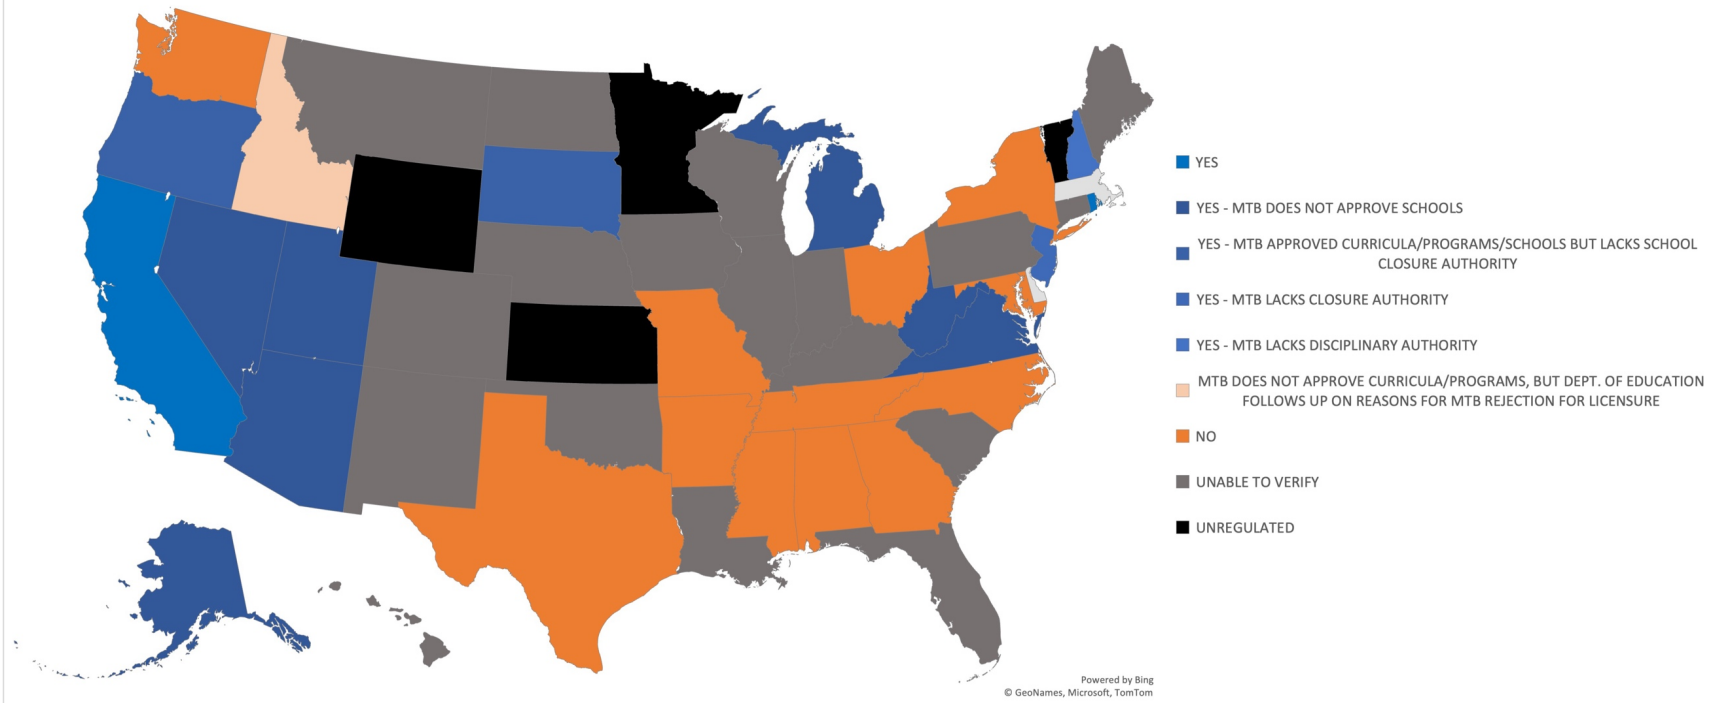 YES
YES - MTB DOES NOT APPROVE SCHOOLS
YES - MTB APPROVED CURRICULA/PROGRAMS/SCHOOLS BUT LACKS SCHOOL
CLOSURE AUTHORITY
YES - MTB LACKS CLOSURE AUTHORITY
YES - MTB LACKS DISCIPLINARY AUTHORITY
MTB DOES NOT APPROVE CURRICULA/PROGRAMS, BUT DEPT. OF EDUCATION
FOLLOWS UP ON REASONS FOR MTB REJECTION FOR LICENSURE
NO
UNABLE TO VERIFY
UNREGULATED
Powered by Bing
© GeoNames, Microsoft, TomTom